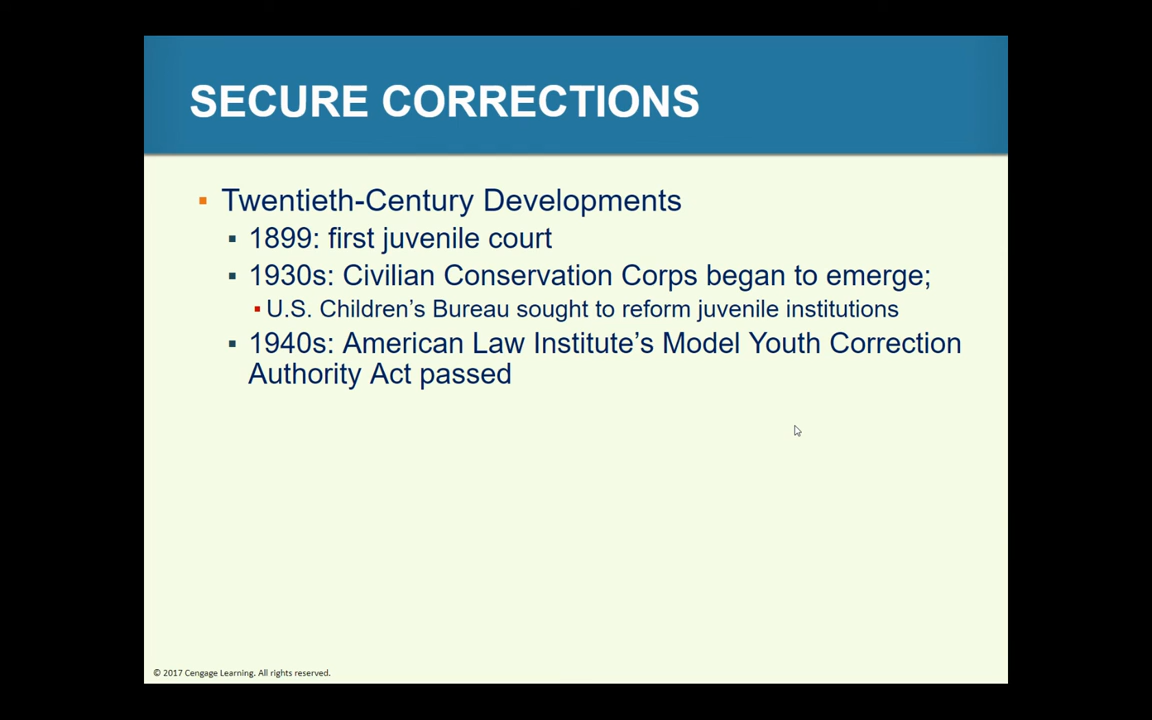 SECURE CORRECTIONS
▪ Twentieth-Century Developments
▪ 1899: first juvenile court
▪ 1930s: Civilian Conservation Corps began to emerge;
▪ U.S. Children’s Bureau sought to reform juvenile institutions
▪ 1940s: American Law Institute’s Model Youth Correction
Authority Act passed
© 2017 Cengage Learning. All rights reserved.